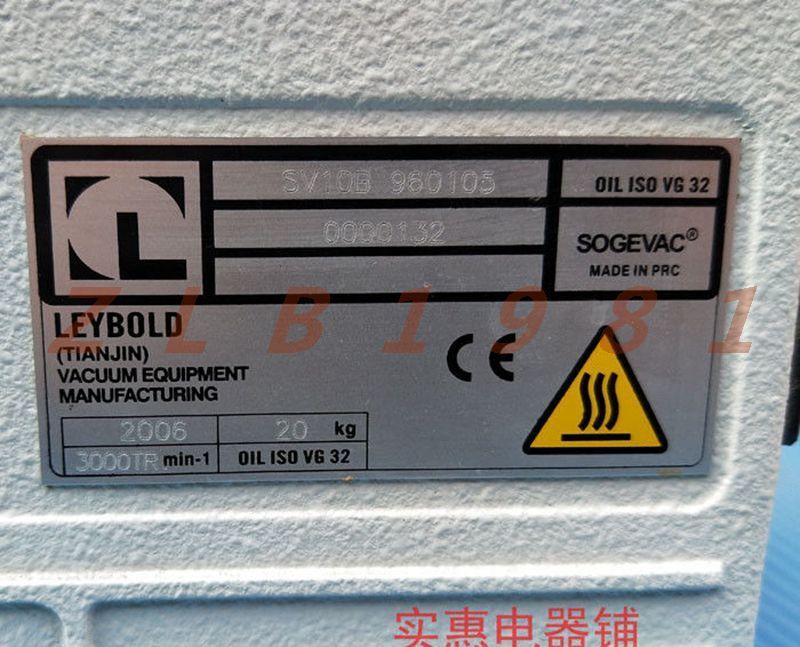 SV10B 960105
OIL ISO VG 32
0000132
SOGEVAC®
MADE IN PRC
L
ZLB1981
LEYBOLD
(TIANJIN)
VACUUM EQUIPMENT
MANUFACTURING
CE
2006 20 kg
3000TR min-1 OIL ISO VG 32
实惠电器铺